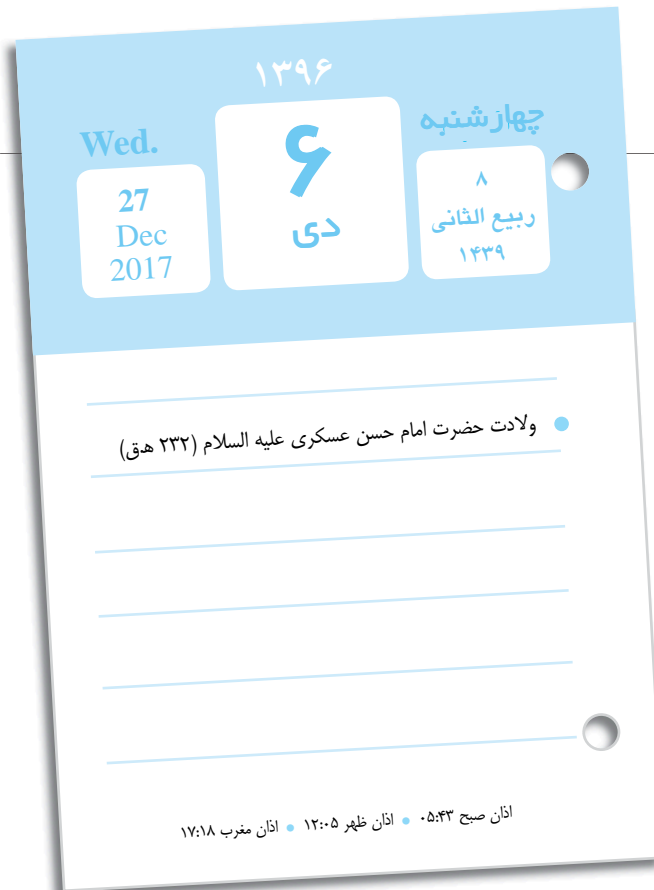 ۱۳۹۶
چهارشنبه
۸
ربیع الثانی
۱۴۳۹
۶
دی
Wed.
27
Dec
2017
ولادت حضرت امام حسن عسکری علیه السلام (۲۳۲ هـق)
اذان صبح ۰۵:۴۳ • اذان ظهر ۱۲:۰۵ • اذان مغرب ۱۷:۱۸